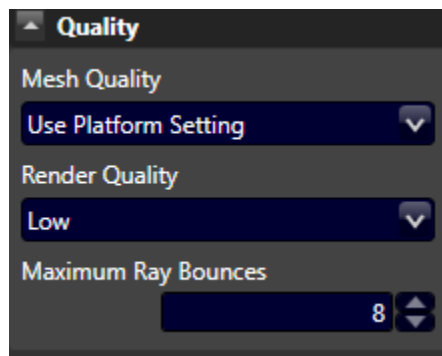 Quality
Mesh Quality
Use Platform Setting
Render Quality
Low
Maximum Ray Bounces
8